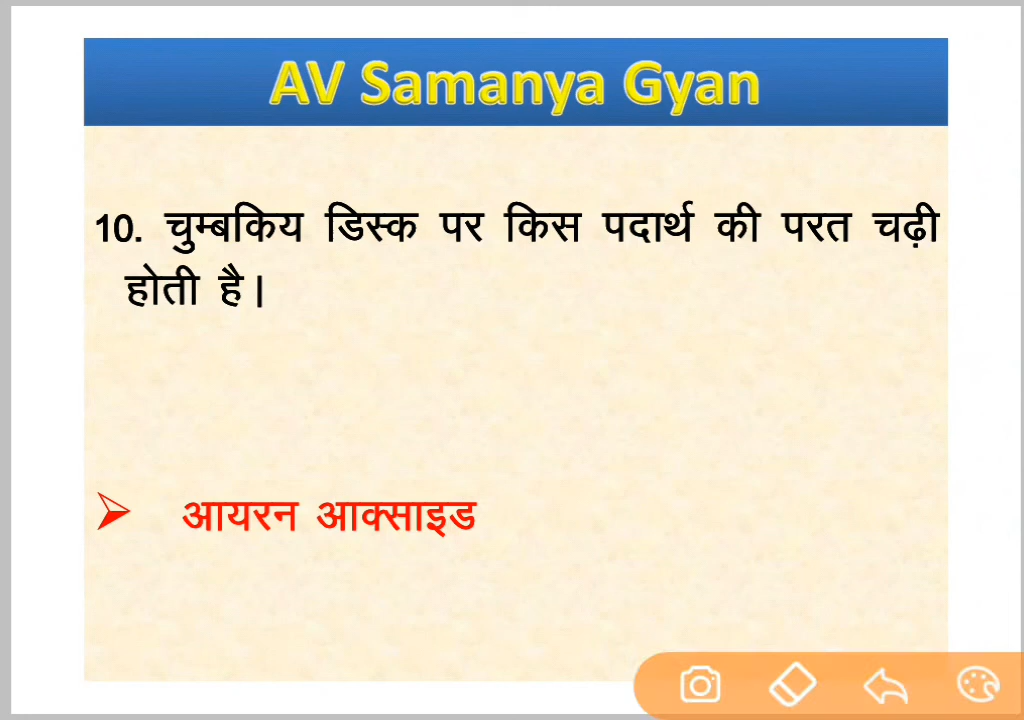 AV Samanya Gyan
10. चुम्बकिय डिस्क पर किस पदार्थ की परत चढ़ी
होती है।
आयरन आक्साइड